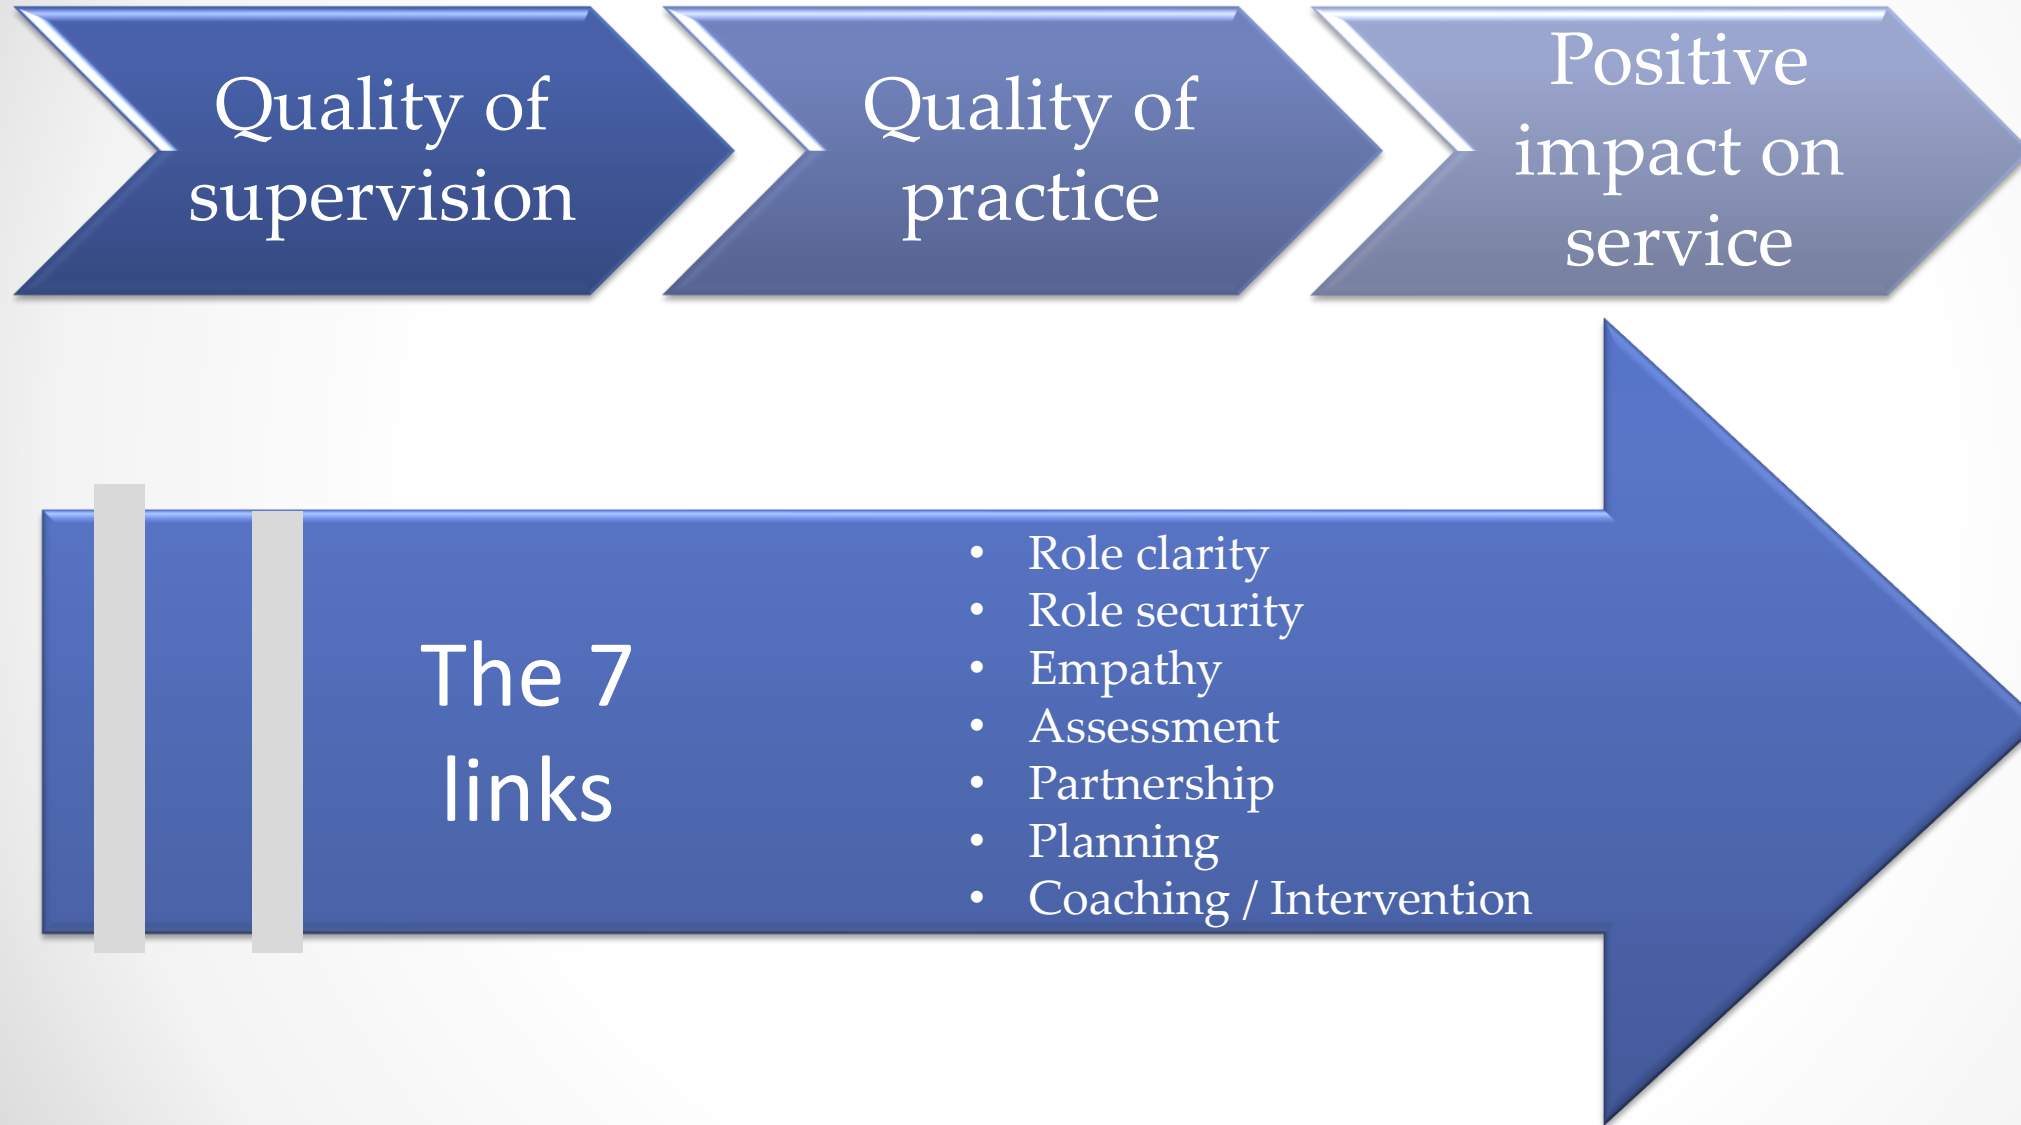 Quality of
supervision
Quality of
practice
Positive
impact on
service
The 7
links
• Role clarity
• Role security
• Empathy
• Assessment
• Partnership
• Planning
• Coaching / Intervention